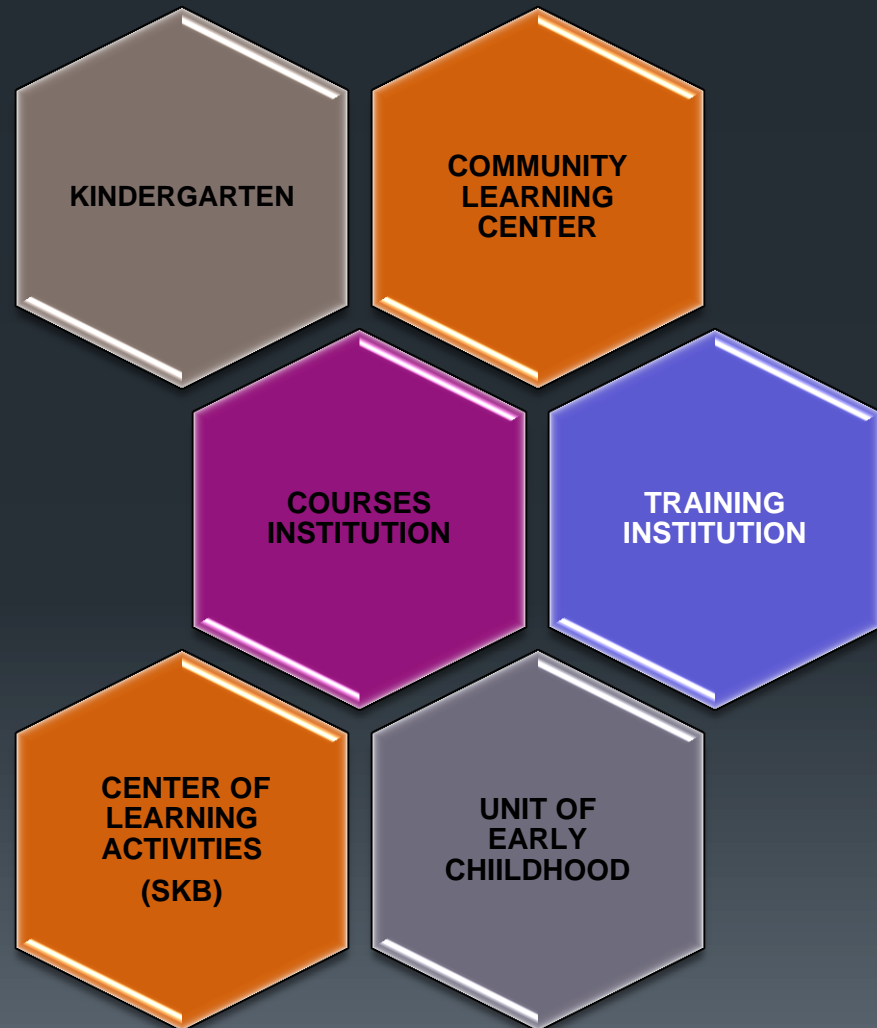 KINDERGARTEN
COMMUNITY
LEARNING
CENTER
COURSES
INSTITUTION
TRAINING
INSTITUTION
CENTER OF
LEARNING
ACTIVITIES
(SKB)
UNIT OF
EARLY
CHIILDHOOD